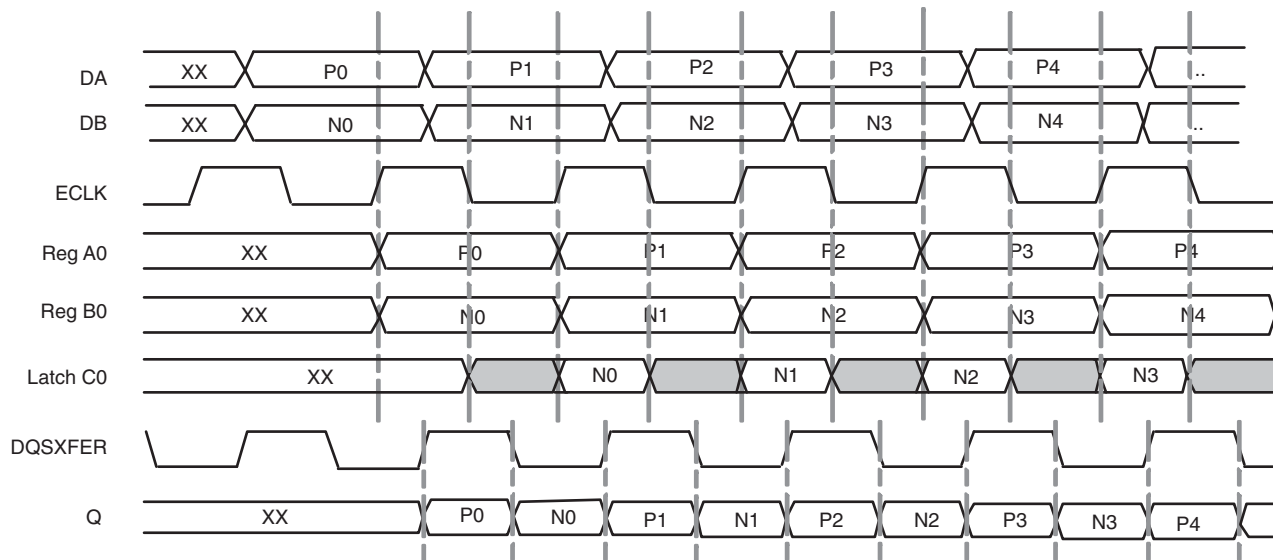 DA XX P0 P1 P2 P3 P4 ..
DB XX N0 N1 N2 N3 N4 ..
ECLK
Reg A0 XX P0 P1 P2 P3 P4
Reg B0 XX N0 N1 N2 N3 N4
Latch C0 XX N0 N1 N2 N3
DQSXFER
Q XX P0 N0 P1 N1 P2 N2 P3 N3 P4